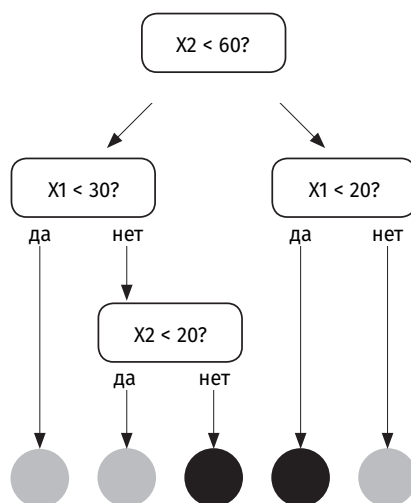 X2 < 60?
X1 < 30?
X1 < 20?
да
нет
да
нет
X2 < 20?
да
нет